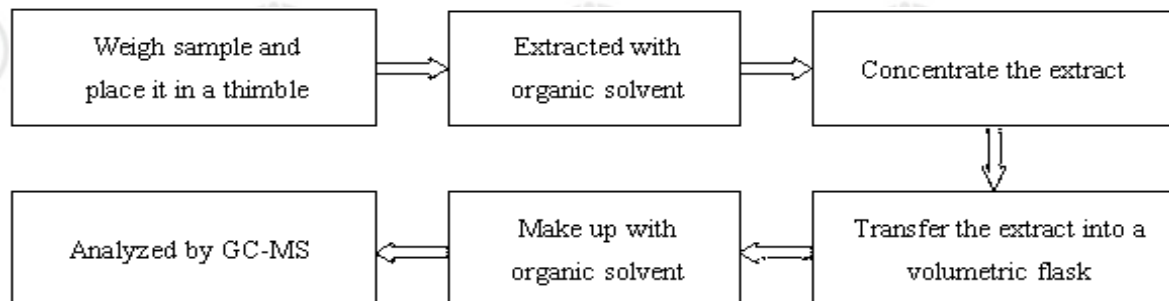 Weigh sample and
place it in a thimble
Extracted with
organic solvent
Concentrate the extract
Transfer the extract into a
volumetric flask
Make up with
organic solvent
Analyzed by GC-MS